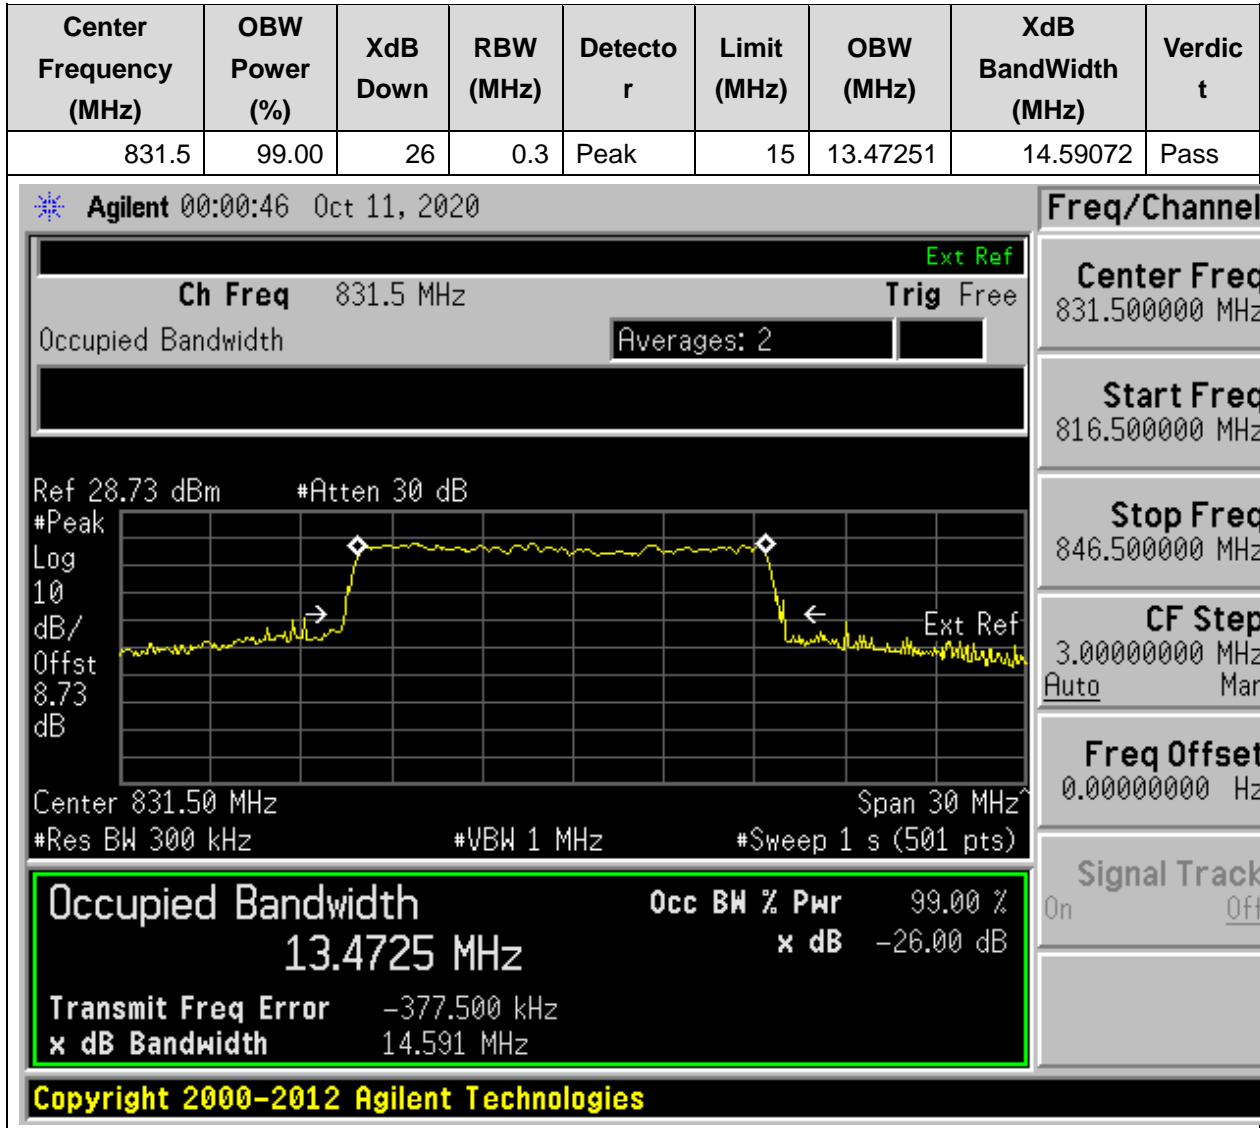 Center Frequency (MHz) OBW Power (%) XdB Down RBW (MHz) Detecto r Limit (MHz) OBW (MHz) XdB BandWidth (MHz) Verdic t
831.5 99.00 26 0.3 Peak 15 13.47251 14.59072 Pass
Agilent 00:00:46 Oct 11, 2020
Freq/Channel
Ext Ref
Ch Freq 831.5 MHz Trig Free
Occupied Bandwidth Averages: 2
Center Freq
831.500000 MHz
Start Freq
816.500000 MHz
Stop Freq
846.500000 MHz
CF Step
3.00000000 MHz
Auto Man
Freq Offset
0.00000000 Hz
Signal Track
On Off
Ref 28.73 dBm #Atten 30 dB
#Peak
Log
10
dB/
Offst
8.73
dB
Ext Ref
Center 831.50 MHz Span 30 MHz^
#Res BW 300 kHz #VBW 1 MHz #Sweep 1 s (501 pts)
Occupied Bandwidth
13.4725 MHz
Occ BW % Pwr 99.00 %
x dB -26.00 dB
Transmit Freq Error -377.500 kHz
x dB Bandwidth 14.591 MHz
Copyright 2000-2012 Agilent Technologies